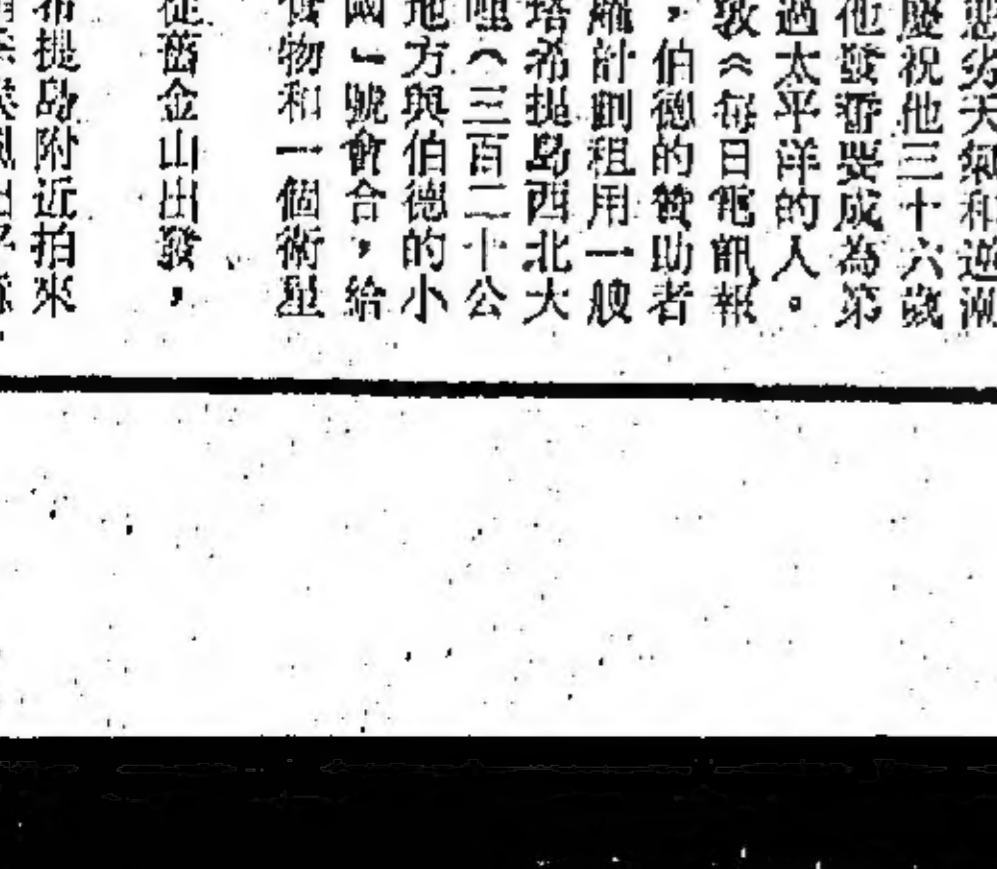 惡劣天氣和逆潮
慶祝他三十六歲
他發誓要成為第
過太平洋的人。
敦《每日電訊報
，伯德的贊助者
計劃租用一艘
塔希提島西北大
哩（三百二十公
地方與伯德的小
國」號會合，給
食物和一個衛星
從舊金山出發，
希提島附近拍來